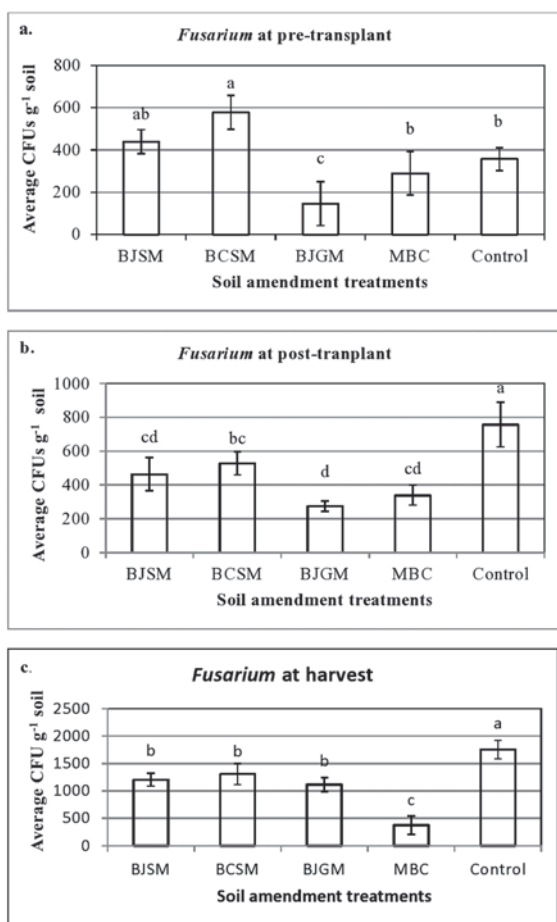 a.
Fusarium at pre-transplant
Average CFUs g⁻¹ soil
800
600
400
200
0
ab
a
c
b
b
BJSM BCSM BJGM MBC Control
Soil amendment treatments
b.
Fusarium at post-tranplant
Average CFUs g⁻¹ soil
1000
800
600
400
200
0
cd
bc
d
cd
a
BJSM BCSM BJGM MBC Control
Soil amendment treatments
c.
Fusarium at harvest
Average CFU g⁻¹ soil
2500
2000
1500
1000
500
0
b
b
b
c
a
BJSM BCSM BJGM MBC Control
Soil amendment treatments